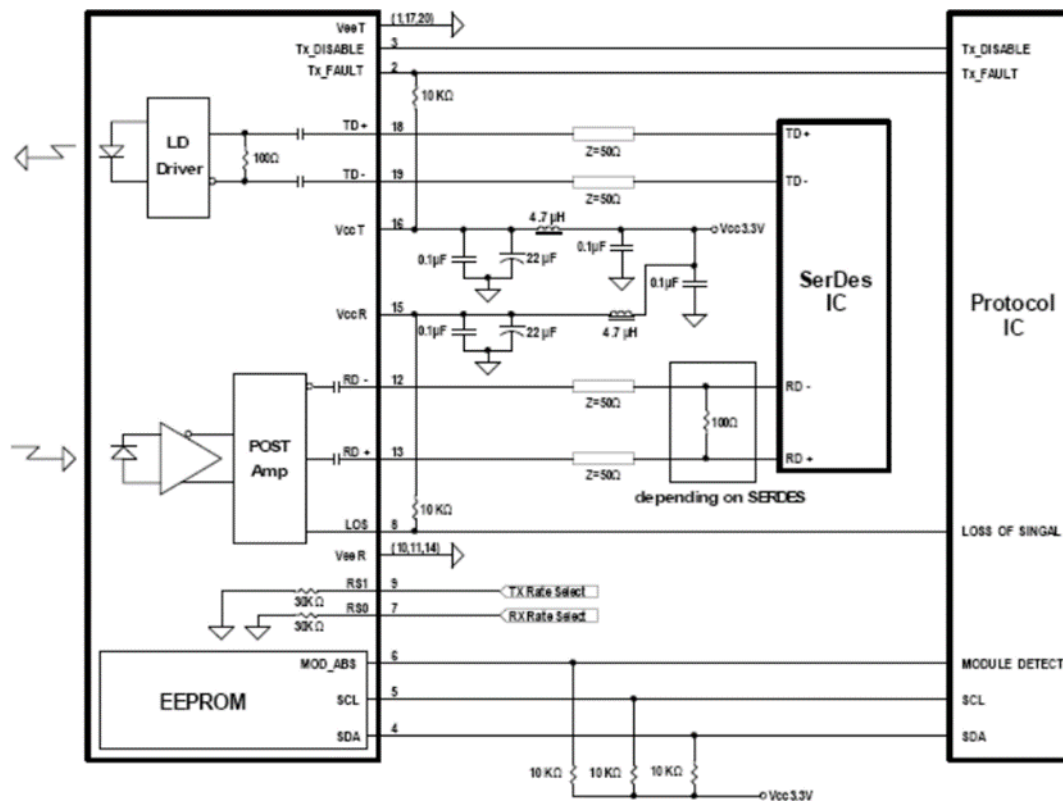 VeeT (1,17,20)
Tx_DISABLE 3 Tx_DISABLE
Tx_FAULT 2 Tx_FAULT
10 KΩ
LD
Driver
100Ω
TD+ 18 TD+
Z=50Ω
TD- 19 TD-
Z=50Ω
VccT 16
4.7 µH
Vcc3.3V
0.1µF 22 µF 0.1µF
0.1µF
SerDes
IC
Protocol
IC
VccR 15
0.1µF 22 µF 4.7 µH
RD - 12 RD -
Z=50Ω
100Ω
POST
Amp
RD + 13 RD +
Z=50Ω
depending on SERDES
10 KΩ
LOS 8 LOSS OF SINGAL
VeeR (10,11,14)
RS1 9 TX Rate Select
30KΩ
RS0 7 RX Rate Select
30KΩ
MOD_ABS 6 MODULE DETECT
EEPROM
SCL 5 SCL
SDA 4 SDA
10 KΩ 10 KΩ 10 KΩ
Vcc3.3V